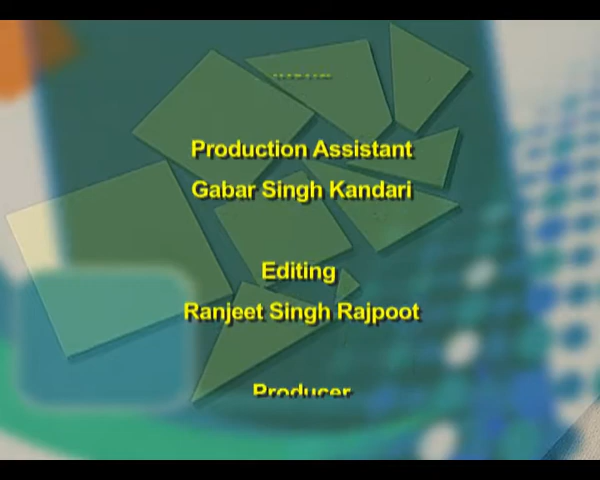 Production Assistant
Gabar Singh Kandari
Editing
Ranjeet Singh Rajpoot
Producer